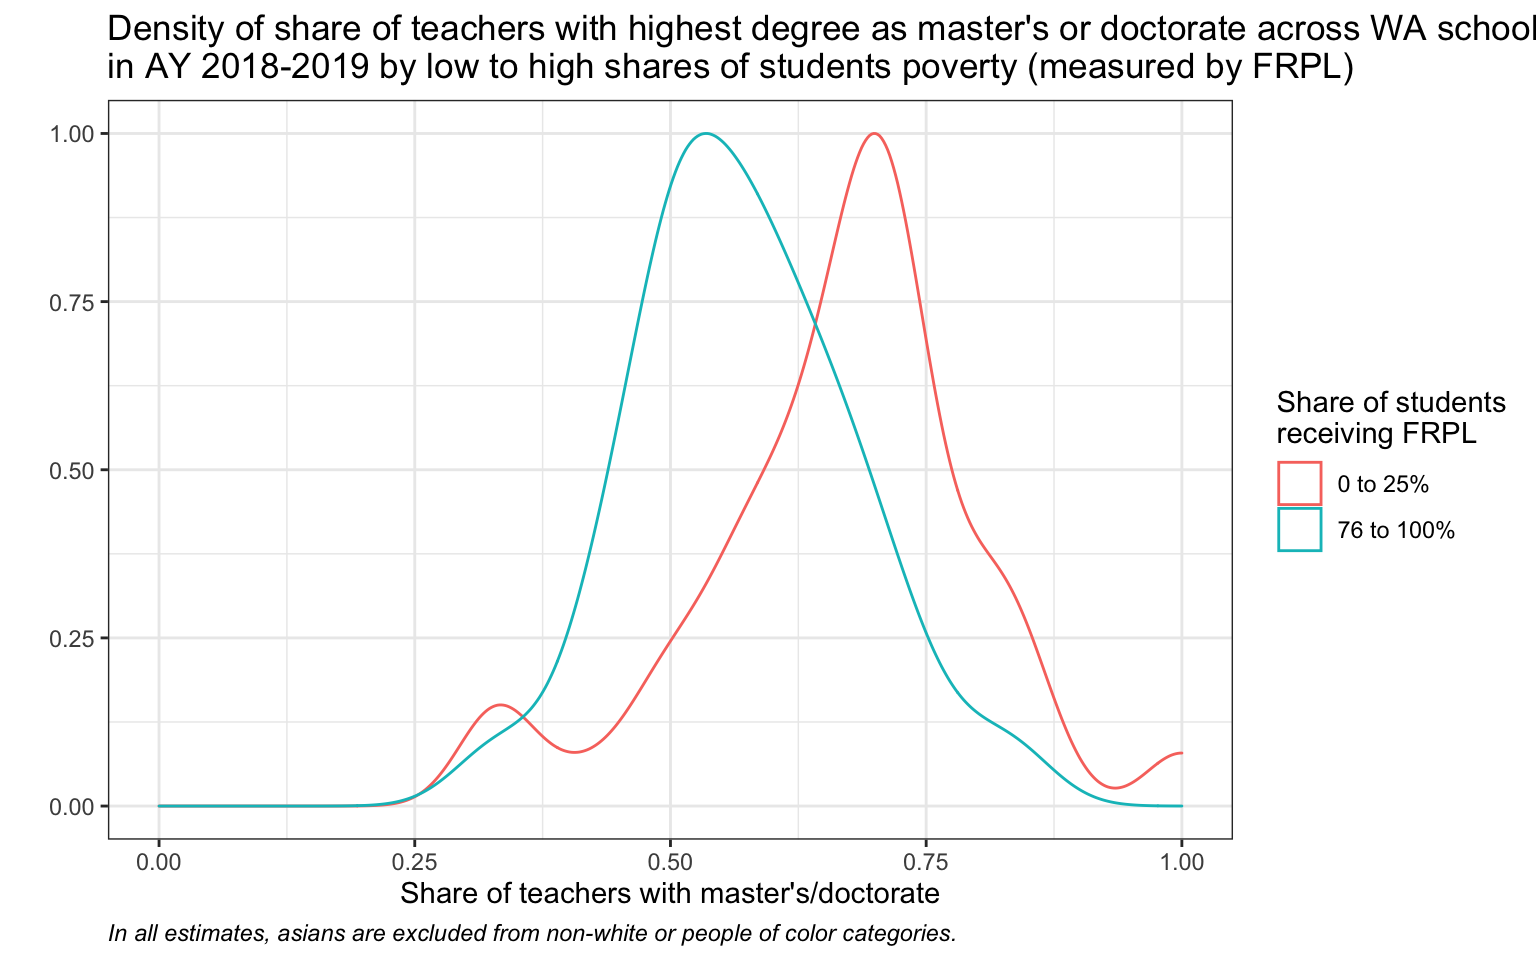 Density of share of teachers with highest degree as master's or doctorate across WA school
in AY 2018-2019 by low to high shares of students poverty (measured by FRPL)
1.00
0.75
0.50
0.25
0.00
0.00 0.25 0.50 0.75 1.00
Share of teachers with master's/doctorate
In all estimates, asians are excluded from non-white or people of color categories.
Share of students
receiving FRPL
0 to 25%
76 to 100%